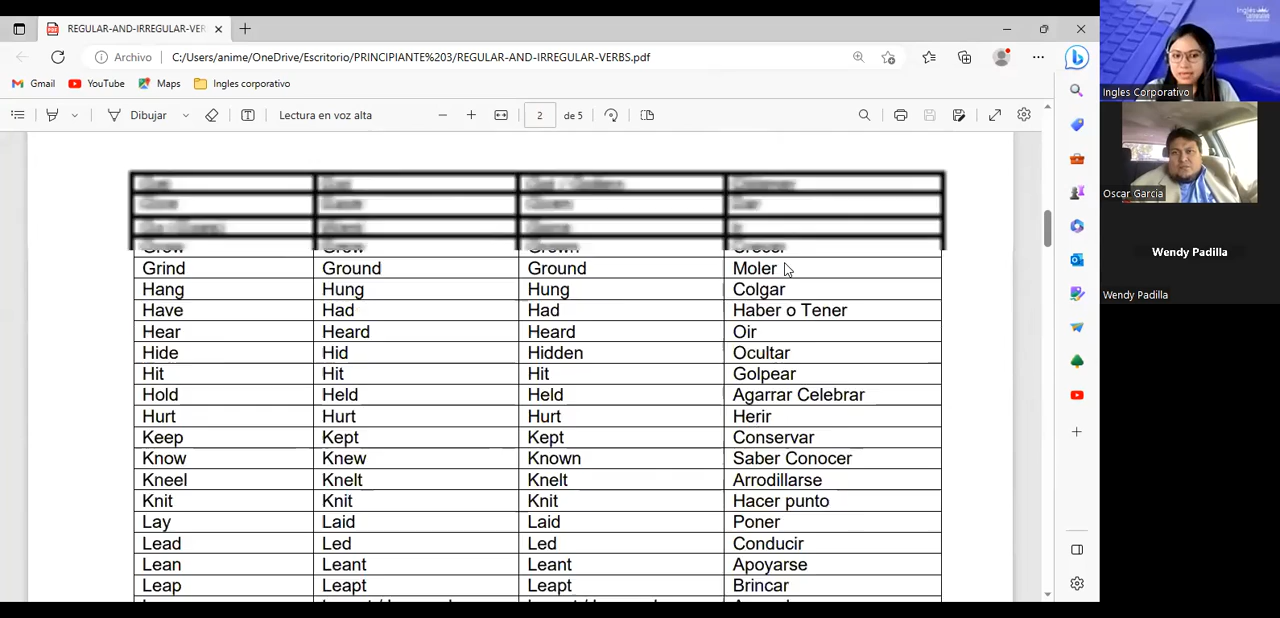 REGULAR-AND-IRREGULAR-VER
Archivo C:/Users/anime/OneDrive/Escritorio/PRINCIPIANTE%203/REGULAR-AND-IRREGULAR-VERBS.pdf
Gmail YouTube Maps Ingles corporativo
Dibujar Lectura en voz alta 2 de 5
Grind Ground Ground Moler
Hang Hung Hung Colgar
Have Had Had Haber o Tener
Hear Heard Heard Oir
Hide Hid Hidden Ocultar
Hit Hit Hit Golpear
Hold Held Held Agarrar Celebrar
Hurt Hurt Hurt Herir
Keep Kept Kept Conservar
Know Knew Known Saber Conocer
Kneel Knelt Knelt Arrodillarse
Knit Knit Knit Hacer punto
Lay Laid Laid Poner
Lead Led Led Conducir
Lean Leant Leant Apoyarse
Leap Leapt Leapt Brincar
Ingles Corporativo
Oscar Garcia
Wendy Padilla
Wendy Padilla